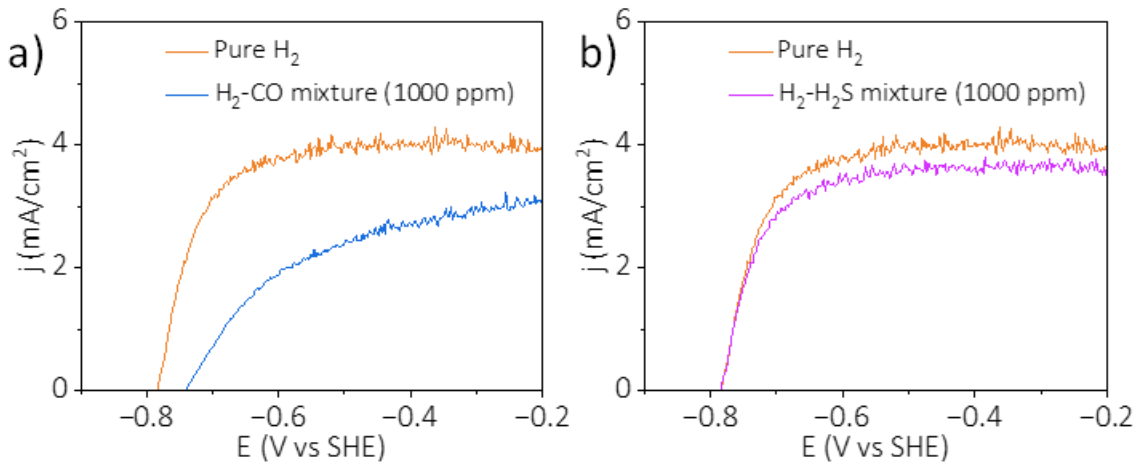 a)
Pure H₂
H₂-CO mixture (1000 ppm)
6
4
2
0
j (mA/cm²)
−0.8
−0.6
−0.4
−0.2
E (V vs SHE)
b)
Pure H₂
H₂-H₂S mixture (1000 ppm)
6
4
2
0
j (mA/cm²)
−0.8
−0.6
−0.4
−0.2
E (V vs SHE)